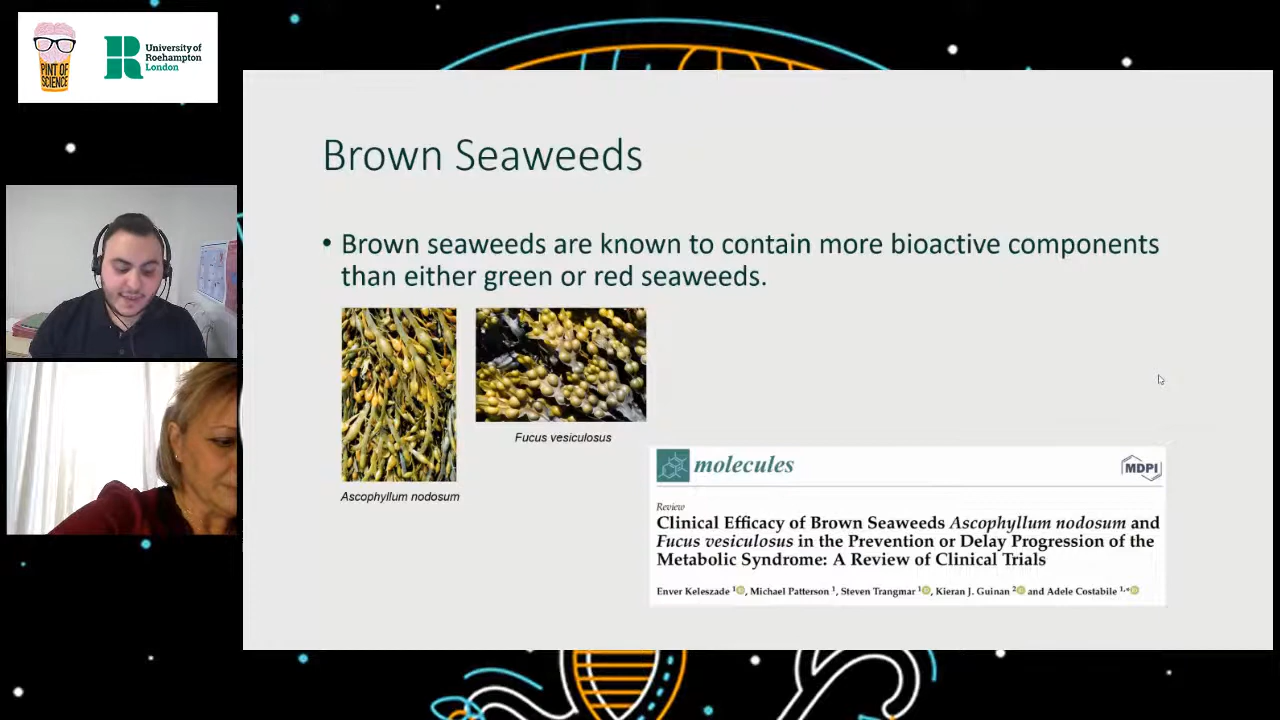 PINT OF
SCIENCE
University of
Roehampton
London
Brown Seaweeds
• Brown seaweeds are known to contain more bioactive components
than either green or red seaweeds.
Fucus vesiculosus
Ascophyllum nodosum
molecules
MDPI
Review
Clinical Efficacy of Brown Seaweeds Ascophyllum nodosum and
Fucus vesiculosus in the Prevention or Delay Progression of the
Metabolic Syndrome: A Review of Clinical Trials
Enver Keleszade 1, Michael Patterson 1, Steven Trangmar 1, Kieran J. Guinan 2 and Adele Costabile 1,*